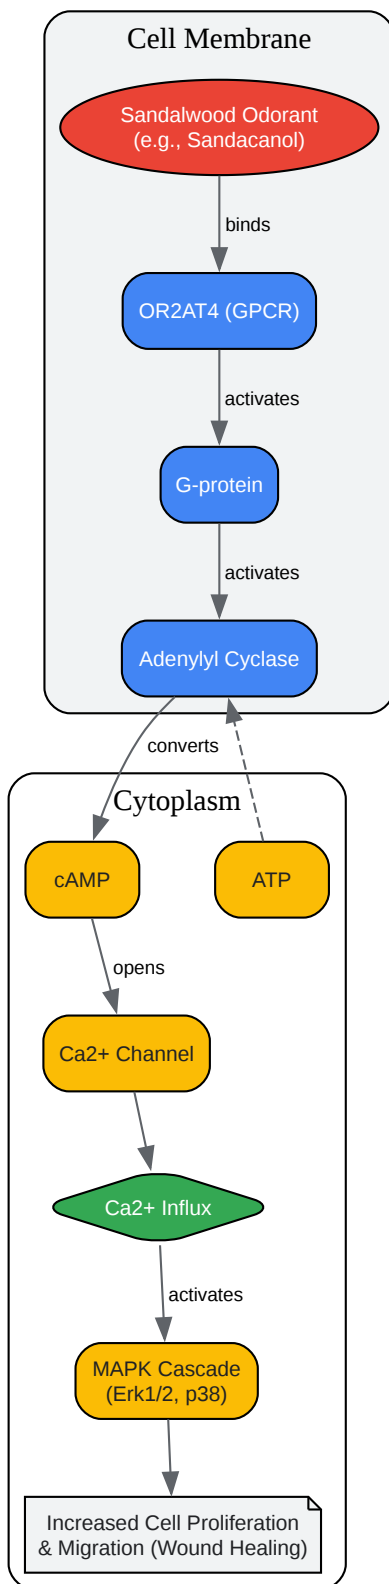 Cell Membrane
Sandalwood Odorant
(e.g., Sandacanol)
binds
OR2AT4 (GPCR)
activates
G-protein
activates
Adenylyl Cyclase
converts
Cytoplasm
cAMP
ATP
opens
Ca2+ Channel
Ca2+ Influx
activates
MAPK Cascade
(Erk1/2, p38)
Increased Cell Proliferation
& Migration (Wound Healing)